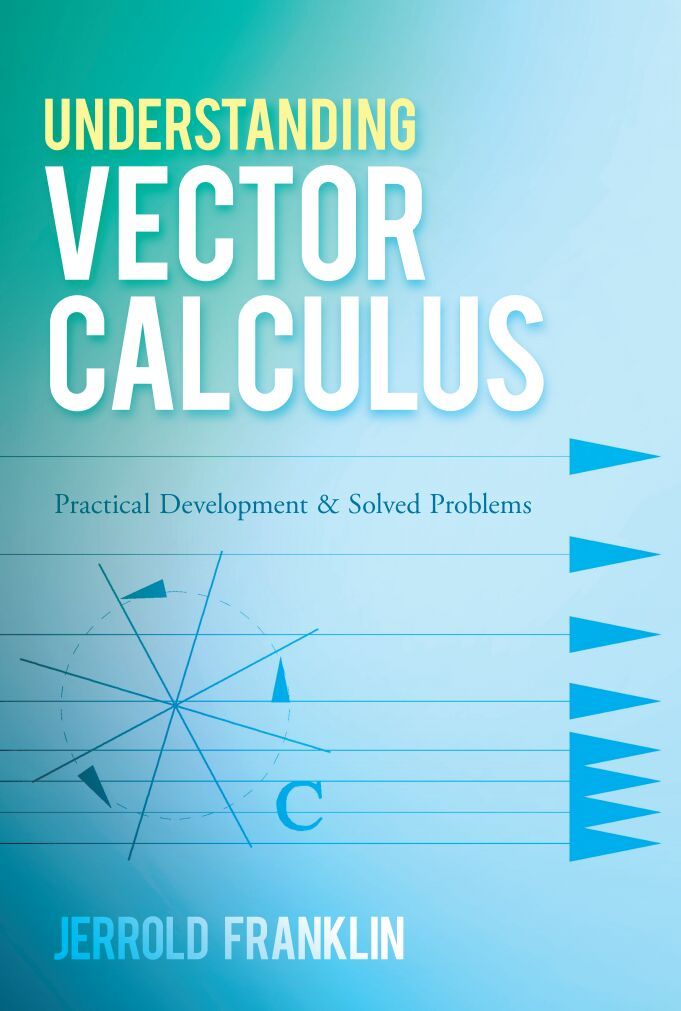 UNDERSTANDING
VECTOR
CALCULUS
Practical Development & Solved Problems
C
JERROLD FRANKLIN